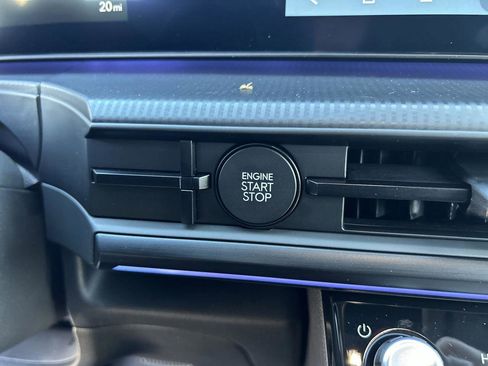 20mi
ENGINE
START
STOP
H